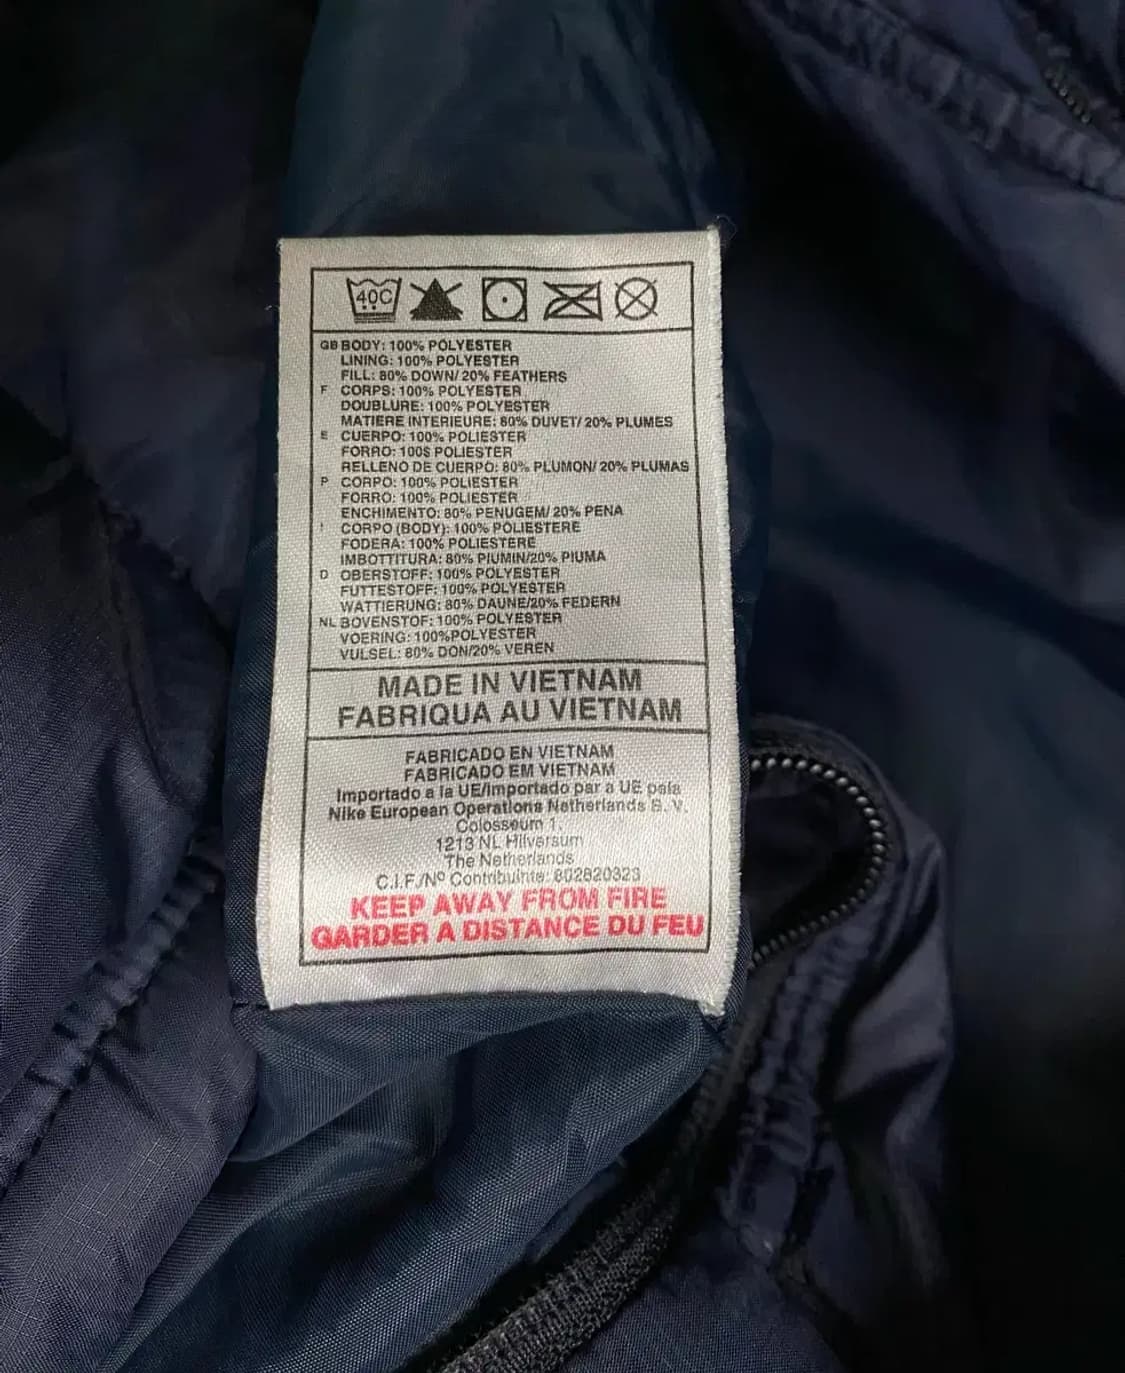 40C
GB BODY: 100% POLYESTER
LINING: 100% POLYESTER
FILL: 80% DOWN/ 20% FEATHERS
F CORPS: 100% POLYESTER
DOUBLURE: 100% POLYESTER
MATIERE INTERIEURE: 80% DUVET/ 20% PLUMES
E CUERPO: 100% POLIESTER
FORRO: 100S POLIESTER
RELLENO DE CUERPO: 80% PLUMON/ 20% PLUMAS
P CORPO: 100% POLIESTER
FORRO: 100% POLIESTER
ENCHIMENTO: 80% PENUGEM/ 20% PENA
I CORPO (BODY): 100% POLIESTERE
FODERA: 100% POLIESTERE
IMBOTTITURA: 80% PIUMIN/20% PIUMA
D OBERSTOFF: 100% POLYESTER
FUTTESTOFF: 100% POLYESTER
WATTIERUNG: 80% DAUNE/20% FEDERN
NL BOVENSTOF: 100% POLYESTER
VOERING: 100%POLYESTER
VULSEL: 80% DON/20% VEREN
MADE IN VIETNAM
FABRIQUA AU VIETNAM
FABRICADO EN VIETNAM
FABRICADO EM VIETNAM
Importado a la UE/Importado par a UE pala
Nike European Operations Netherlands B. V.
Colosseum 1.
1213 NL Hilversum
The Netherlands
C.I.F./Nº Contribuinte: 802820323
KEEP AWAY FROM FIRE
GARDER A DISTANCE DU FEU